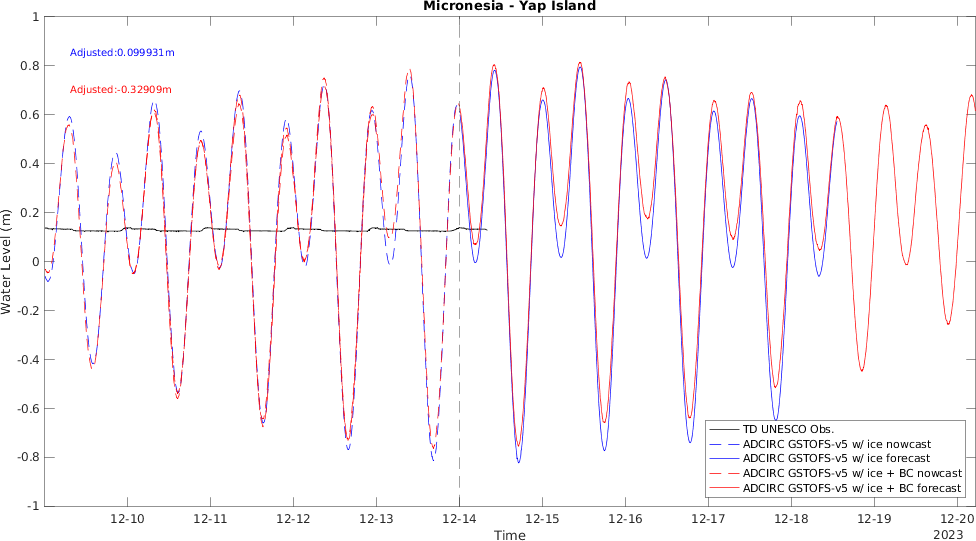 Micronesia - Yap Island
Adjusted:0.099931m
Adjusted:-0.32909m
Water Level (m)
1
0.8
0.6
0.4
0.2
0
-0.2
-0.4
-0.6
-0.8
-1
12-10
12-11
12-12
12-13
12-14
12-15
12-16
12-17
12-18
12-19
12-20
Time
2023
TD UNESCO Obs.
ADCIRC GSTOFS-v5 w/ ice nowcast
ADCIRC GSTOFS-v5 w/ ice forecast
ADCIRC GSTOFS-v5 w/ ice + BC nowcast
ADCIRC GSTOFS-v5 w/ ice + BC forecast